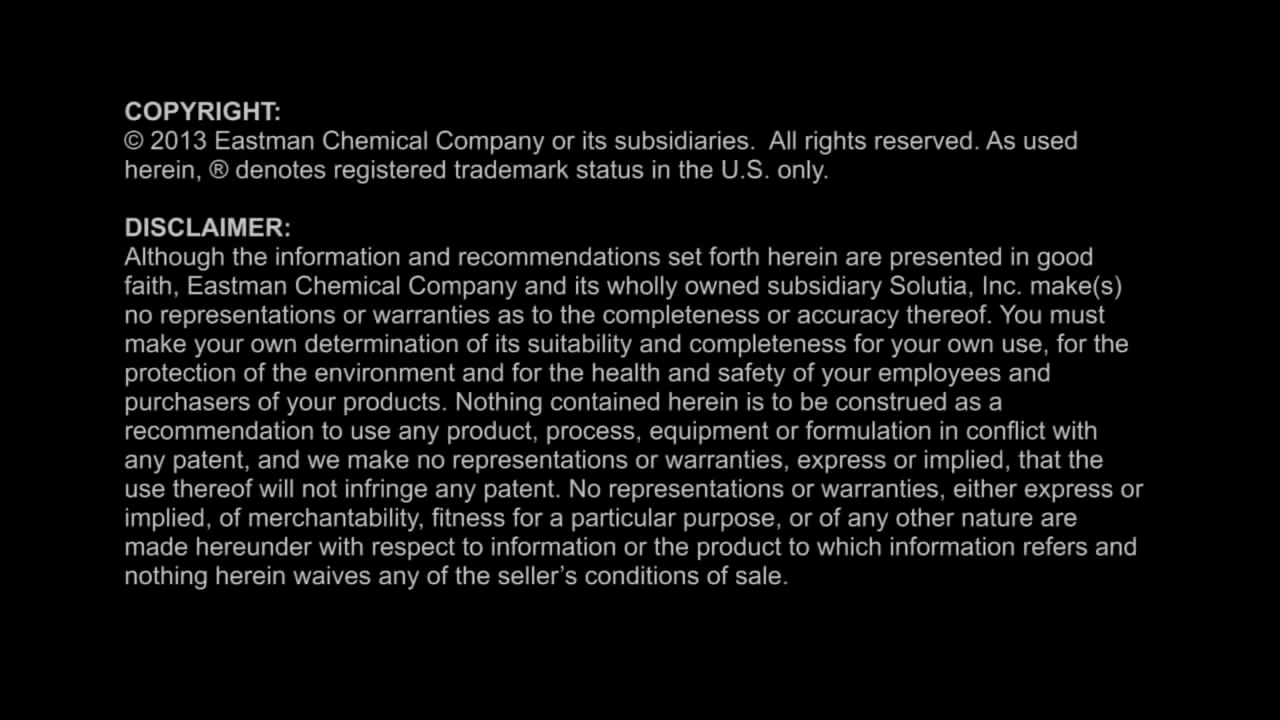 COPYRIGHT:
© 2013 Eastman Chemical Company or its subsidiaries.  All rights reserved. As used
herein, ® denotes registered trademark status in the U.S. only.
DISCLAIMER:
Although the information and recommendations set forth herein are presented in good
faith, Eastman Chemical Company and its wholly owned subsidiary Solutia, Inc. make(s)
no representations or warranties as to the completeness or accuracy thereof. You must
make your own determination of its suitability and completeness for your own use, for the
protection of the environment and for the health and safety of your employees and
purchasers of your products. Nothing contained herein is to be construed as a
recommendation to use any product, process, equipment or formulation in conflict with
any patent, and we make no representations or warranties, express or implied, that the
use thereof will not infringe any patent. No representations or warranties, either express or
implied, of merchantability, fitness for a particular purpose, or of any other nature are
made hereunder with respect to information or the product to which information refers and
nothing herein waives any of the seller’s conditions of sale.